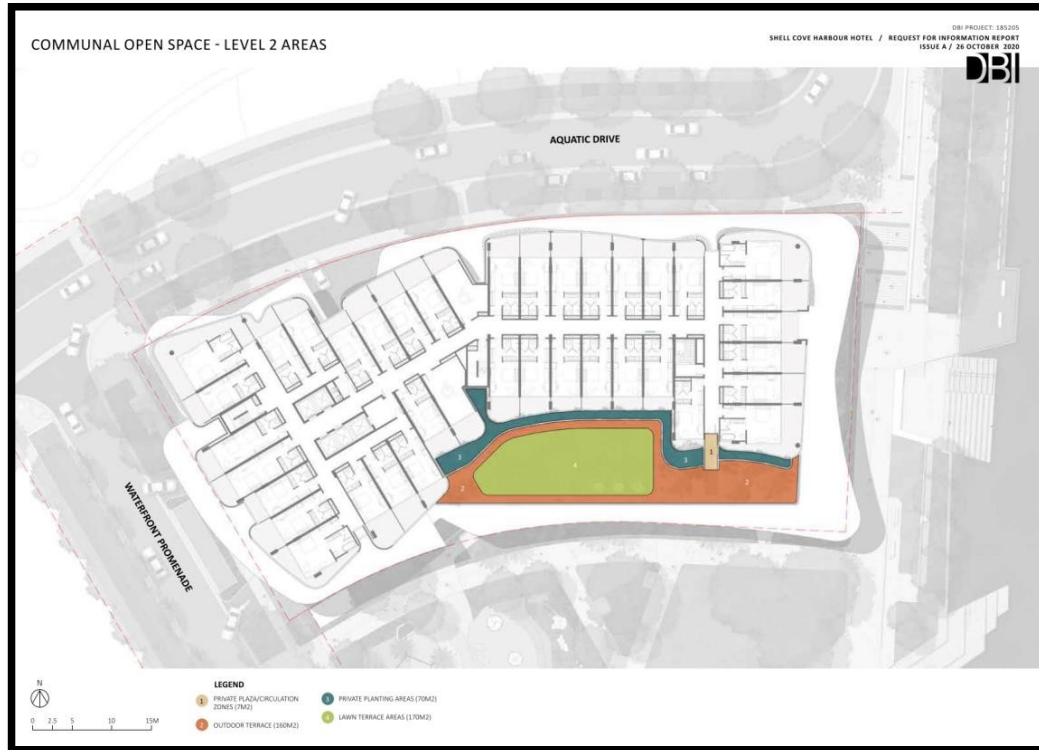 DBI PROJECT: 185205
COMMUNAL OPEN SPACE - LEVEL 2 AREAS
SHELL COVE HARBOUR HOTEL / REQUEST FOR INFORMATION REPORT
ISSUE A / 26 OCTOBER 2020
DBI
AQUATIC DRIVE
1
3
3
4
2
2
WATERFRONT PROMENADE
N
0 2.5 5 10 15M
LEGEND
1 PRIVATE PLAZA/CIRCULATION
ZONES (7M2)
2 OUTDOOR TERRACE (160M2)
3 PRIVATE PLANTING AREAS (70M2)
4 LAWN TERRACE AREAS (170M2)